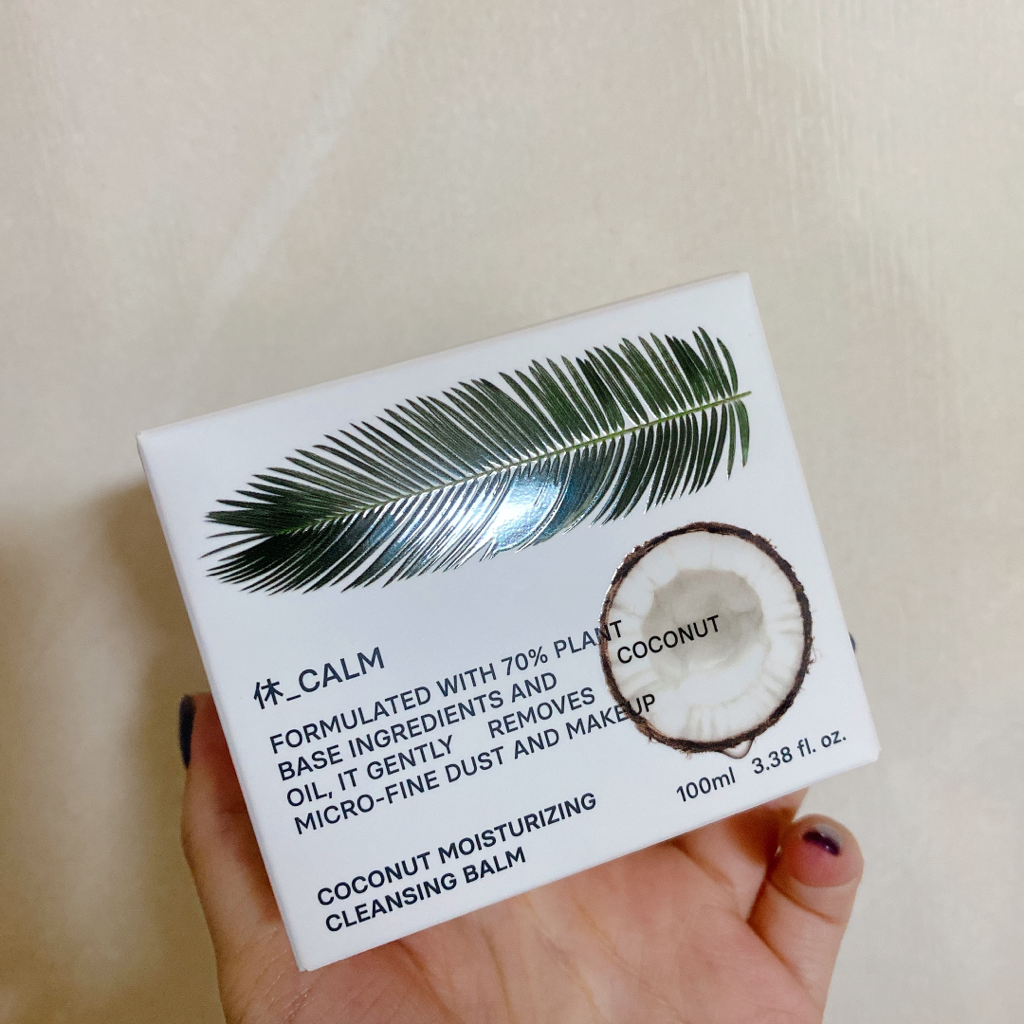 休_CALM
FORMULATED WITH 70% PLANT
BASE INGREDIENTS AND
OIL, IT GENTLY REMOVES
MICRO-FINE DUST AND MAKEUP
COCONUT
100ml 3.38 fl. oz.
COCONUT MOISTURIZING
CLEANSING BALM